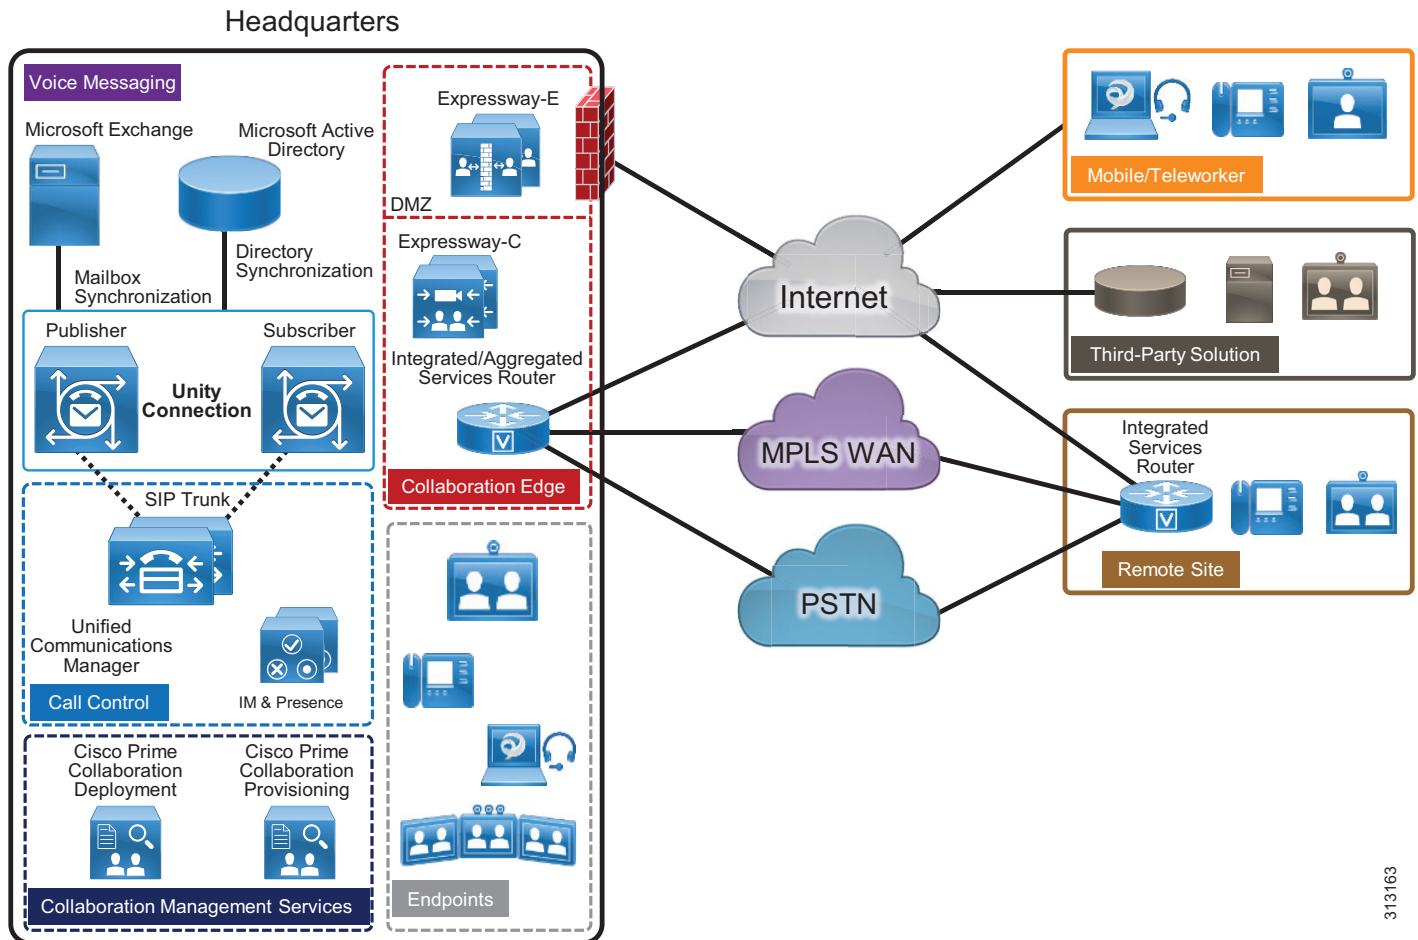 Headquarters
Voice Messaging
Microsoft Exchange
Microsoft Active
Directory
Mailbox
Synchronization
Directory
Synchronization
Publisher
Subscriber
Unity
Connection
SIP Trunk
Unified
Communications
Manager
IM & Presence
Call Control
Cisco Prime
Collaboration
Deployment
Cisco Prime
Collaboration
Provisioning
Collaboration Management Services
Expressway-E
DMZ
Expressway-C
Integrated/Aggregated
Services Router
V
Collaboration Edge
Endpoints
Internet
MPLS WAN
PSTN
Mobile/Teleworker
Third-Party Solution
Integrated
Services
Router
V
Remote Site
313163